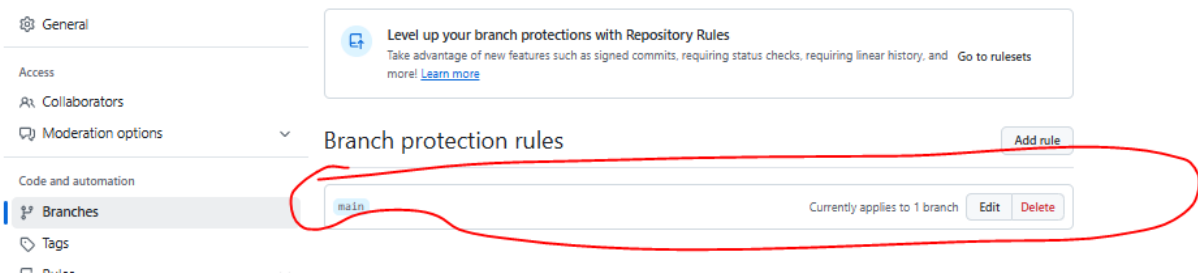 General
Access
Collaborators
Moderation options
Code and automation
Branches
Tags
Rules
Level up your branch protections with Repository Rules
Take advantage of new features such as signed commits, requiring status checks, requiring linear history, and
more! Learn more
Go to rulesets
Branch protection rules
Add rule
main
Currently applies to 1 branch
Edit
Delete